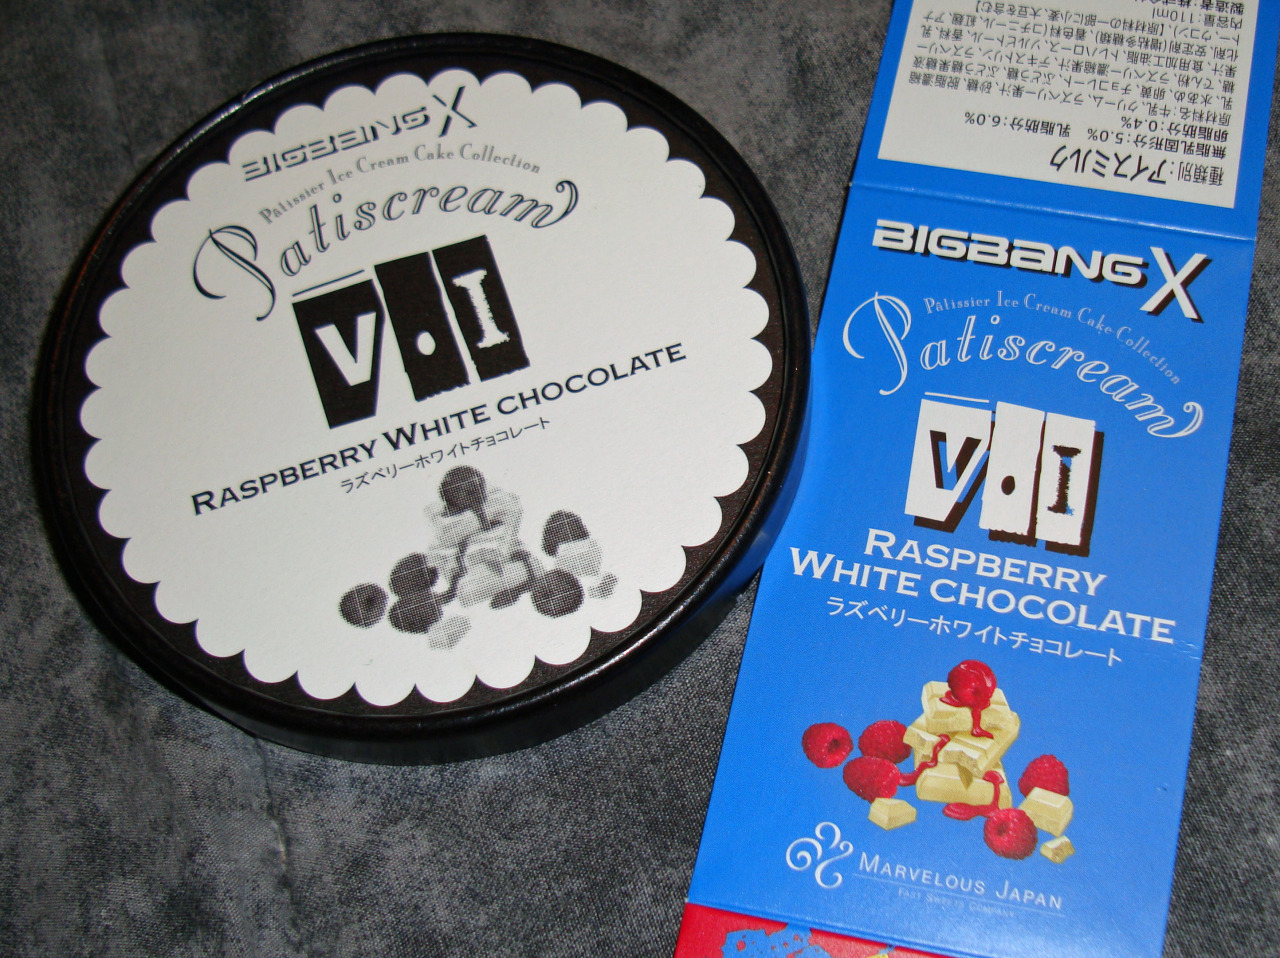 BIGBANG X
Pâtissier Ice Cream Cake Collection
Patiscream
V.I
RASPBERRY WHITE CHOCOLATE
ラズベリーホワイトチョコレート
種類別:アイスミルク
無脂乳固形分:5.0% 乳脂肪分:6.0%
卵脂肪分:0.4%
内容量:110ml
BIGBANG X
Pâtissier Ice Cream Cake Collection
Patiscream
V.I
RASPBERRY
WHITE CHOCOLATE
ラズベリーホワイトチョコレート
MARVELOUS JAPAN